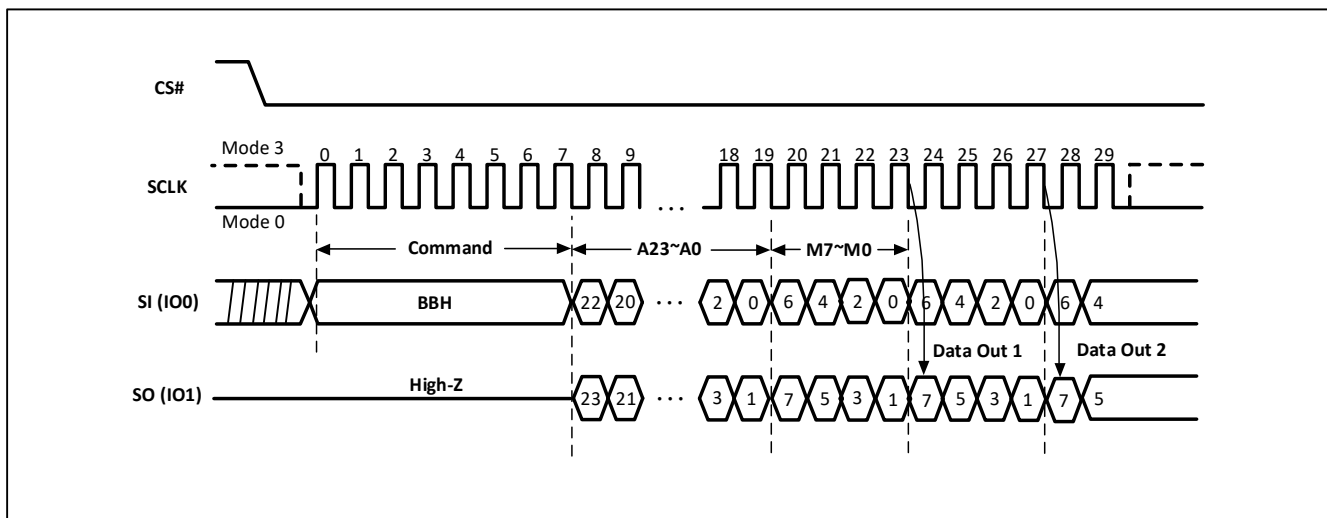 CS#
Mode 3
0 1 2 3 4 5 6 7 8 9 18 19 20 21 22 23 24 25 26 27 28 29
SCLK
...
Mode 0
Command A23~A0 M7~M0
SI (IO0) BBH 22 20 ... 2 0 6 4 2 0 6 4 2 0 6 4
Data Out 1 Data Out 2
High-Z
SO (IO1) 23 21 ... 3 1 7 5 3 1 7 5 3 1 7 5